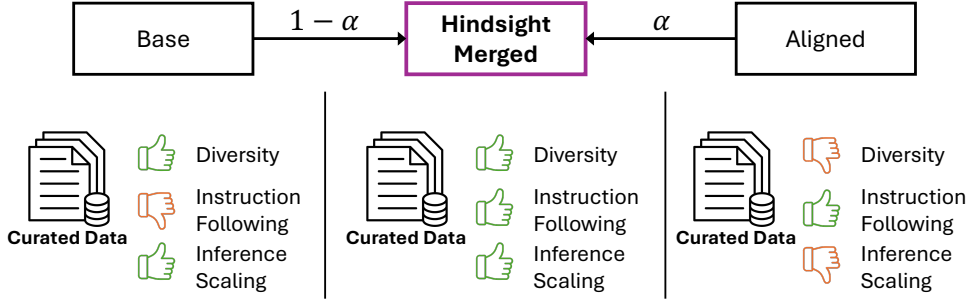 Base
1 − α
Hindsight
Merged
α
Aligned
Curated Data
Diversity
Instruction
Following
Inference
Scaling
Curated Data
Diversity
Instruction
Following
Inference
Scaling
Curated Data
Diversity
Instruction
Following
Inference
Scaling